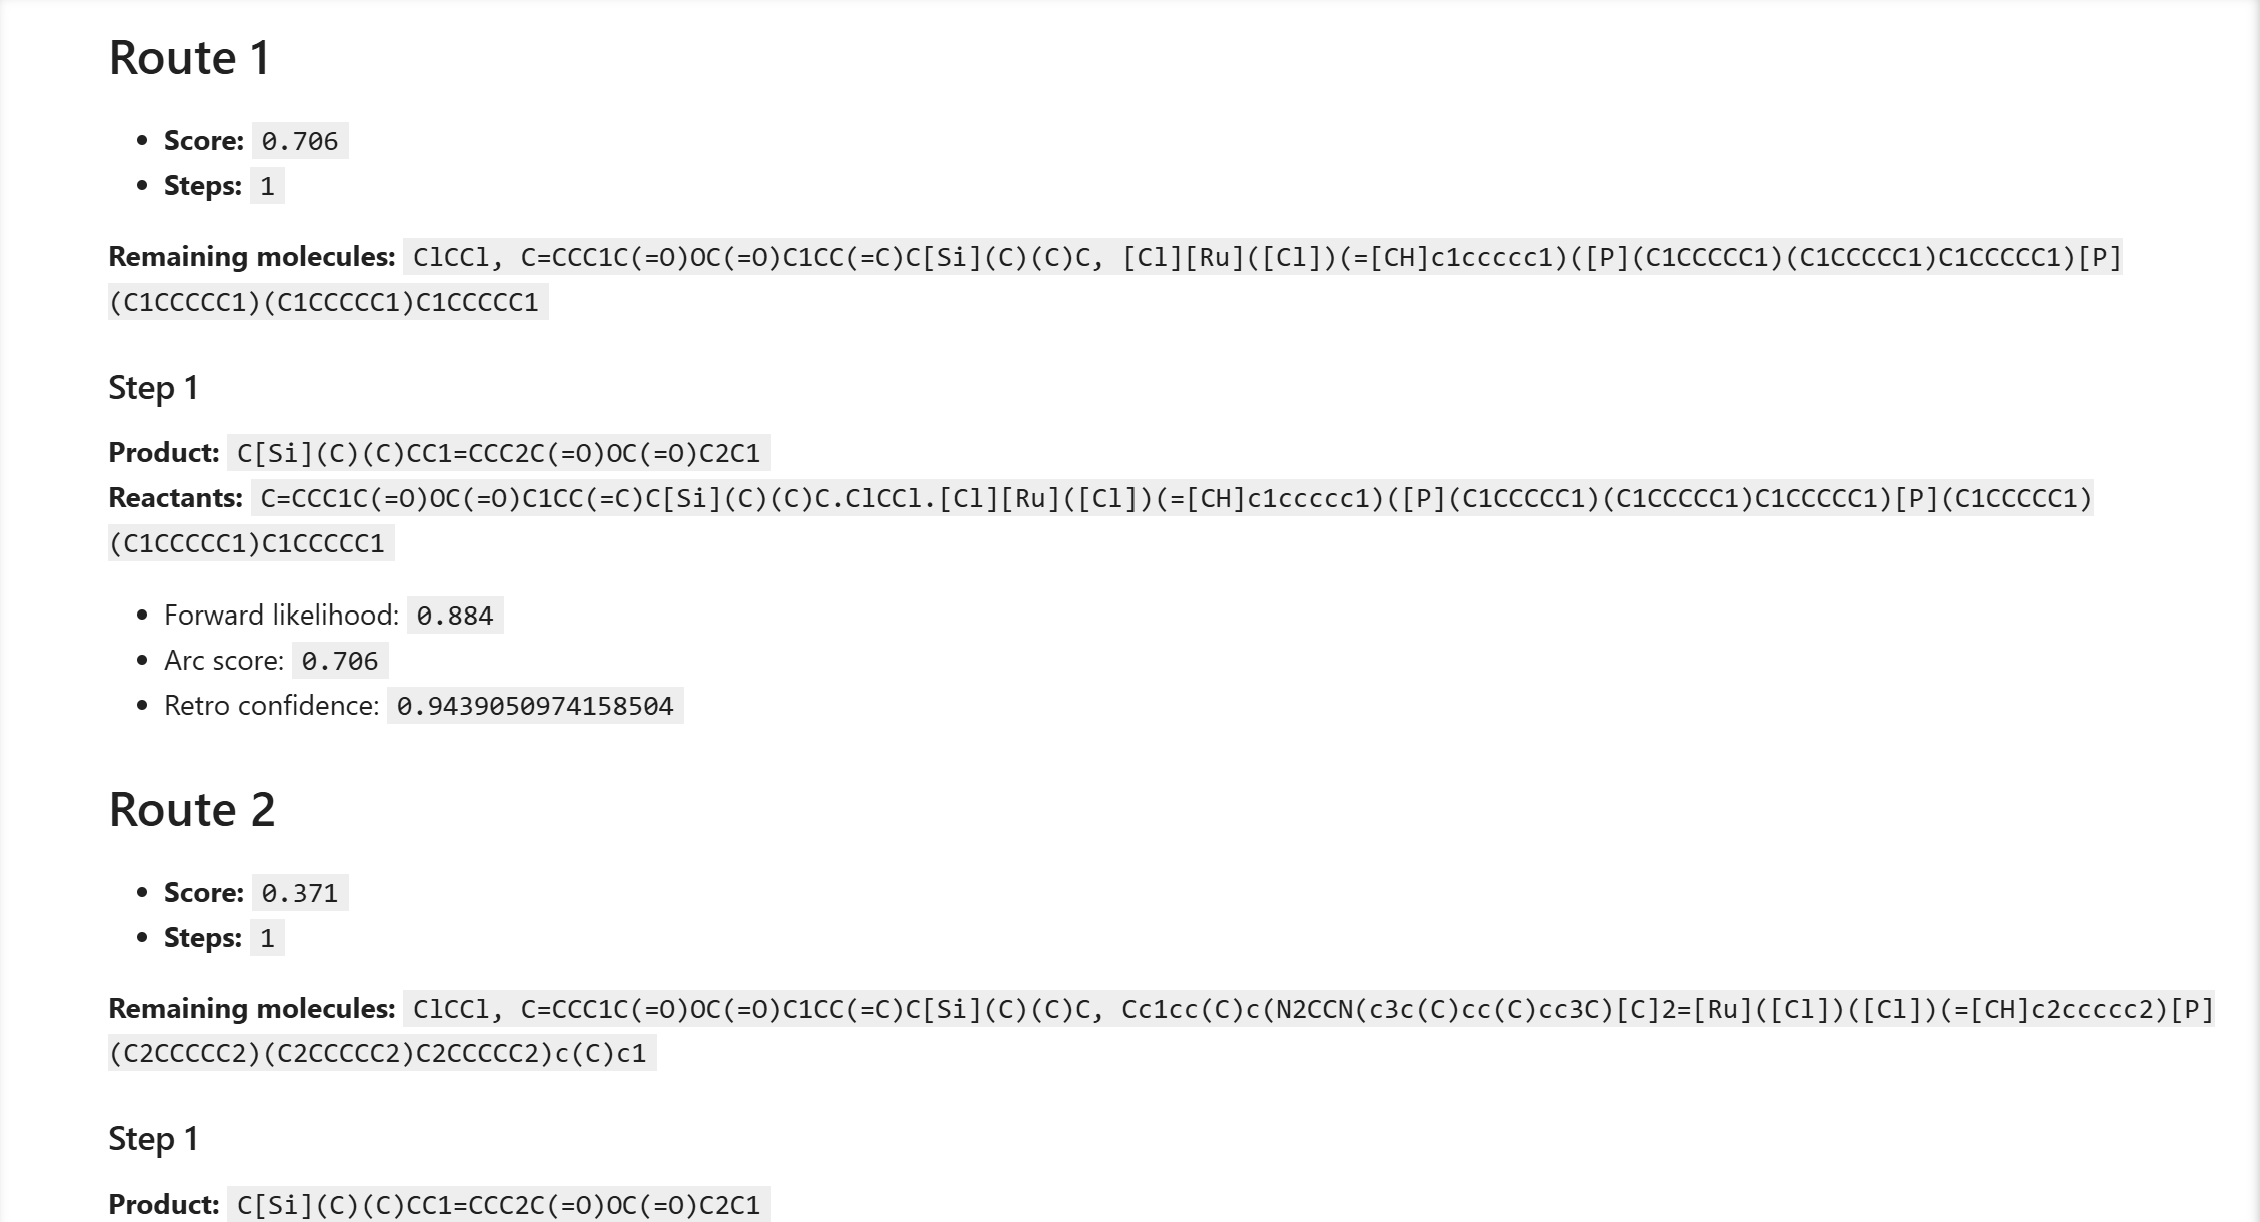 Route 1
Score: 0.706
Steps: 1
Remaining molecules: ClCCl, C=CCC1C(=O)OC(=O)C1CC(=C)C[Si](C)(C)C, [Cl][Ru]([Cl])(=[CH]c1ccccc1)([P](C1CCCCC1)(C1CCCCC1)C1CCCCC1)[P]
(C1CCCCC1)(C1CCCCC1)C1CCCCC1
Step 1
Product: C[Si](C)(C)CC1=CCC2C(=O)OC(=O)C2C1
Reactants: C=CCC1C(=O)OC(=O)C1CC(=C)C[Si](C)(C)C.ClCCl.[Cl][Ru]([Cl])(=[CH]c1ccccc1)([P](C1CCCCC1)(C1CCCCC1)C1CCCCC1)[P](C1CCCCC1)
(C1CCCCC1)C1CCCCC1
Forward likelihood: 0.884
Arc score: 0.706
Retro confidence: 0.9439050974158504
Route 2
Score: 0.371
Steps: 1
Remaining molecules: ClCCl, C=CCC1C(=O)OC(=O)C1CC(=C)C[Si](C)(C)C, Cc1cc(C)c(N2CCN(c3c(C)cc(C)cc3C)[C]2=[Ru]([Cl])([Cl])(=[CH]c2ccccc2)[P]
(C2CCCCC2)(C2CCCCC2)C2CCCCC2)c(C)c1
Step 1
Product: C[Si](C)(C)CC1=CCC2C(=O)OC(=O)C2C1